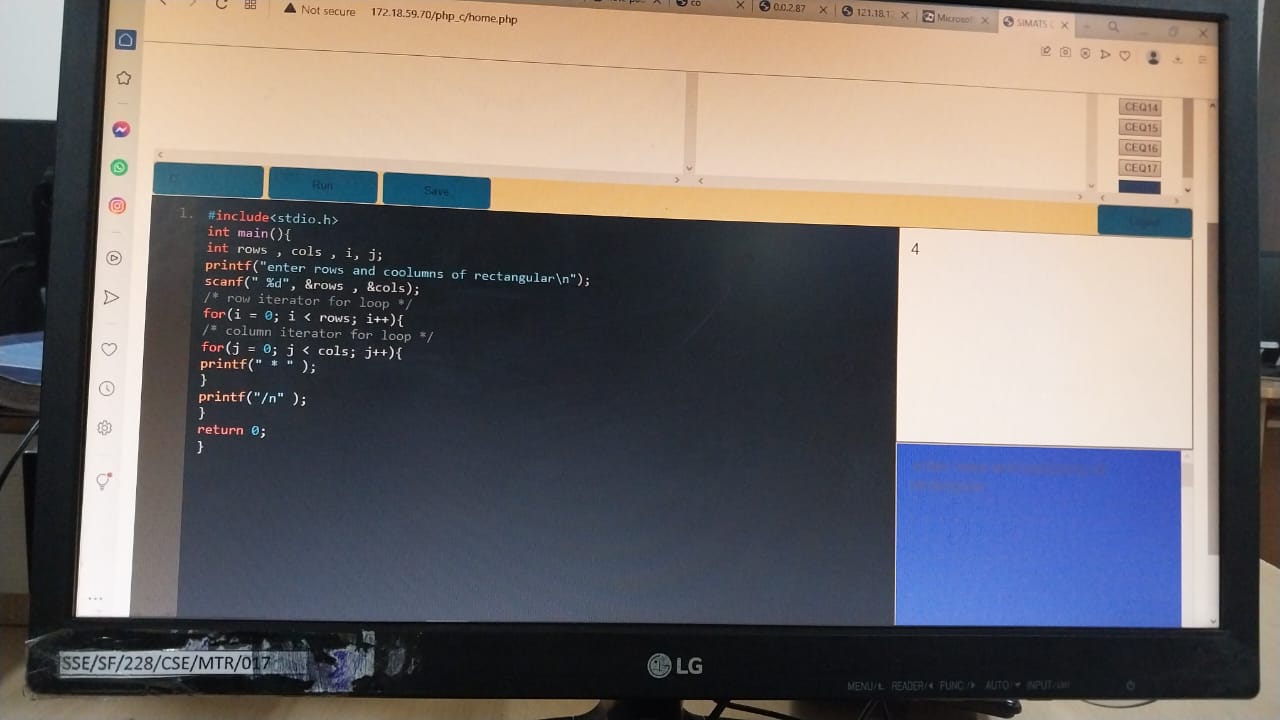 Not secure 172.18.59.70/php_c/home.php
co
0.0.2.87
121.18.1
Microsof
SIMATS
CEQ14
CEQ15
CEQ16
CEQ17
Run
Save
1. #include<stdio.h>
int main(){
int rows , cols , i, j;
printf("enter rows and coolumns of rectangular\n");
scanf(" %d", &rows , &cols);
/* row iterator for loop */
for(i = 0; i < rows; i++){
/* column iterator for loop */
for(j = 0; j < cols; j++){
printf(" * " );
}
printf("/n" );
}
return 0;
}
4
SSE/SF/228/CSE/MTR/017
LG
MENU/ READER/ FUNC/ AUTO/ INPUT/